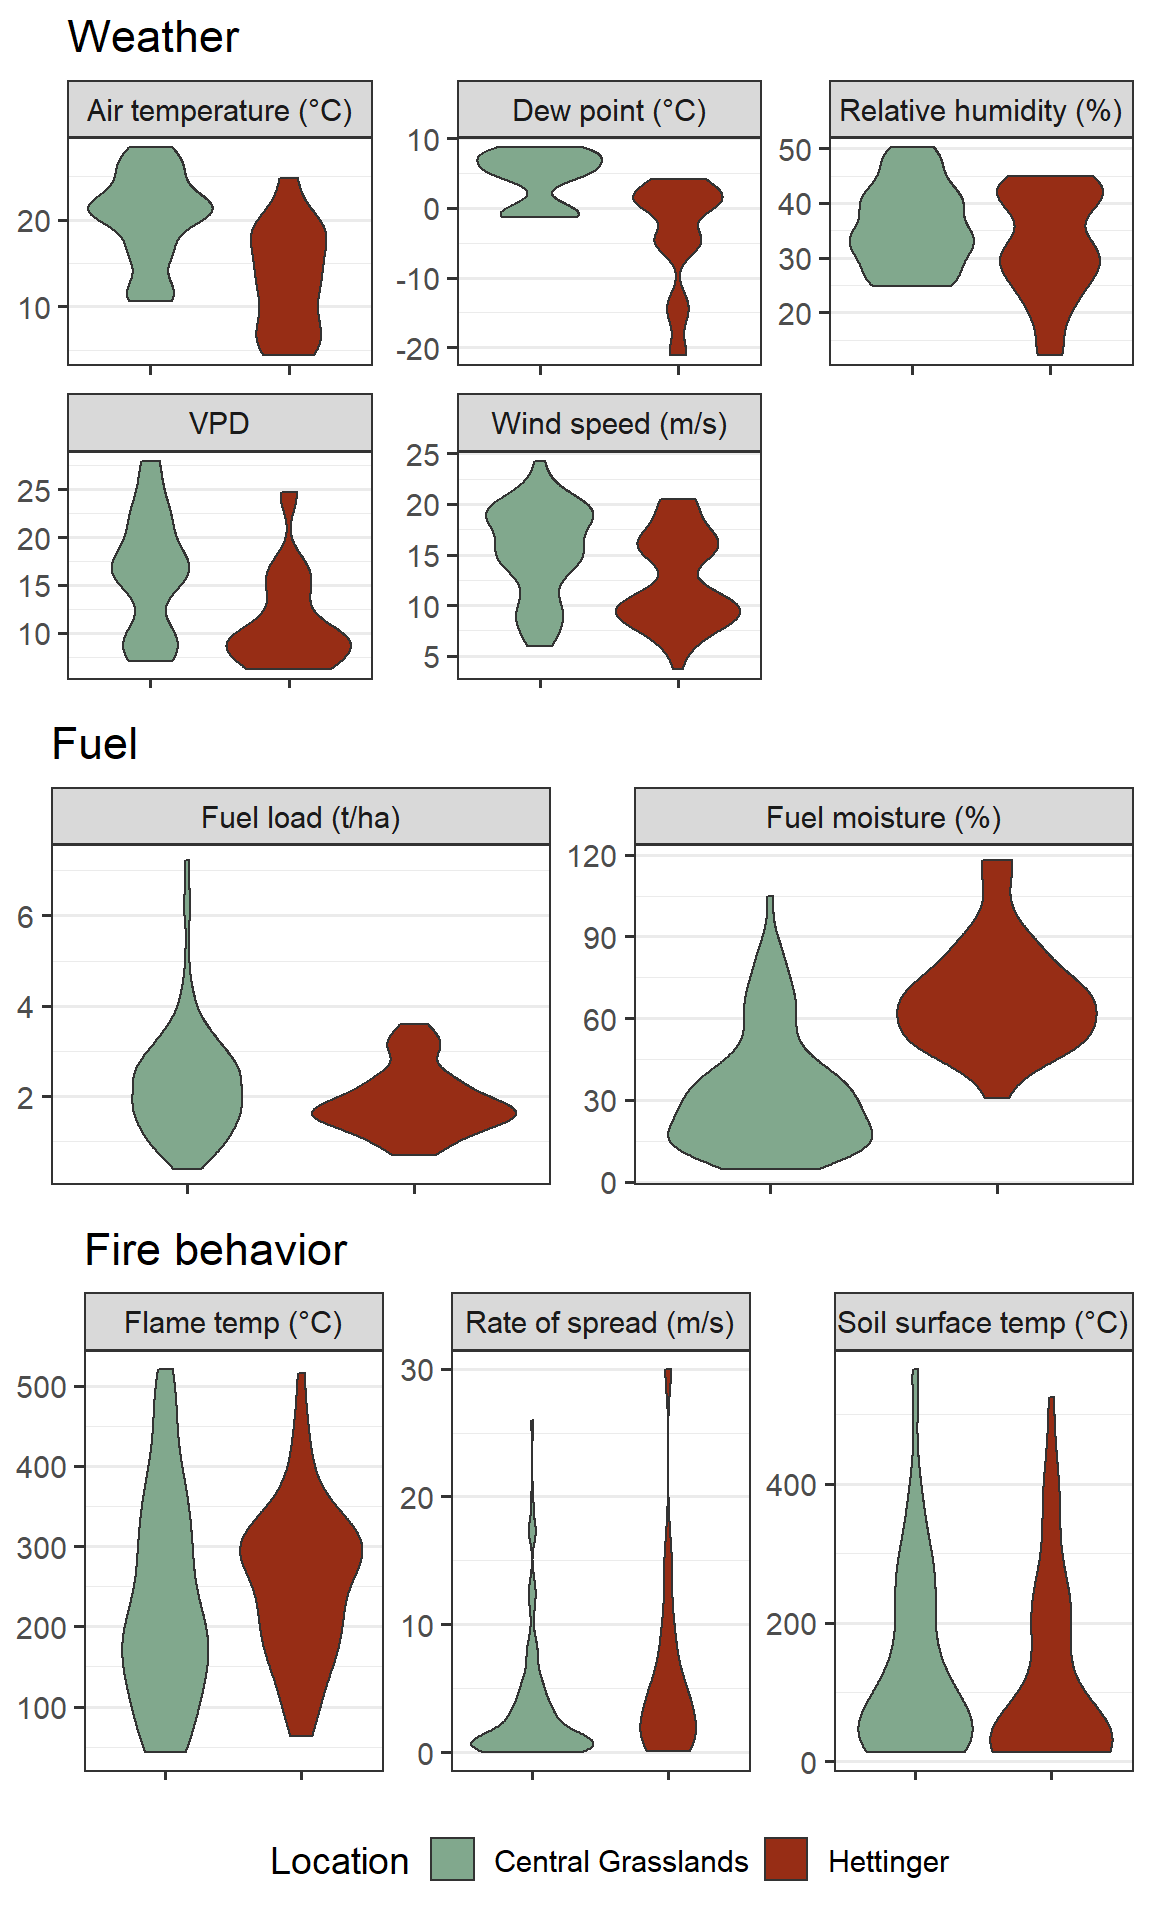 Weather
Air temperature (°C)
Dew point (°C)
Relative humidity (%)
20
10
10
0
-10
-20
50
40
30
20
VPD
Wind speed (m/s)
25
20
15
10
25
20
15
10
5
Fuel
Fuel load (t/ha)
Fuel moisture (%)
6
4
2
120
90
60
30
0
Fire behavior
Flame temp (°C)
Rate of spread (m/s)
Soil surface temp (°C)
500
400
300
200
100
30
20
10
0
400
200
0
Location
Central Grasslands
Hettinger